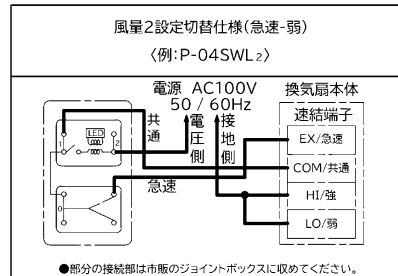 風量2設定切替仕様(急速-弱)
〈例:P-04SWL2〉
電源 AC100V
50 / 60Hz
換気扇本体
速結端子
共通
電圧側
接地側
LED
1
2
EX/急速
COM/共通
急速
HI/強
0
LO/弱
●部分の接続部は市販のジョイントボックスに収めてください。